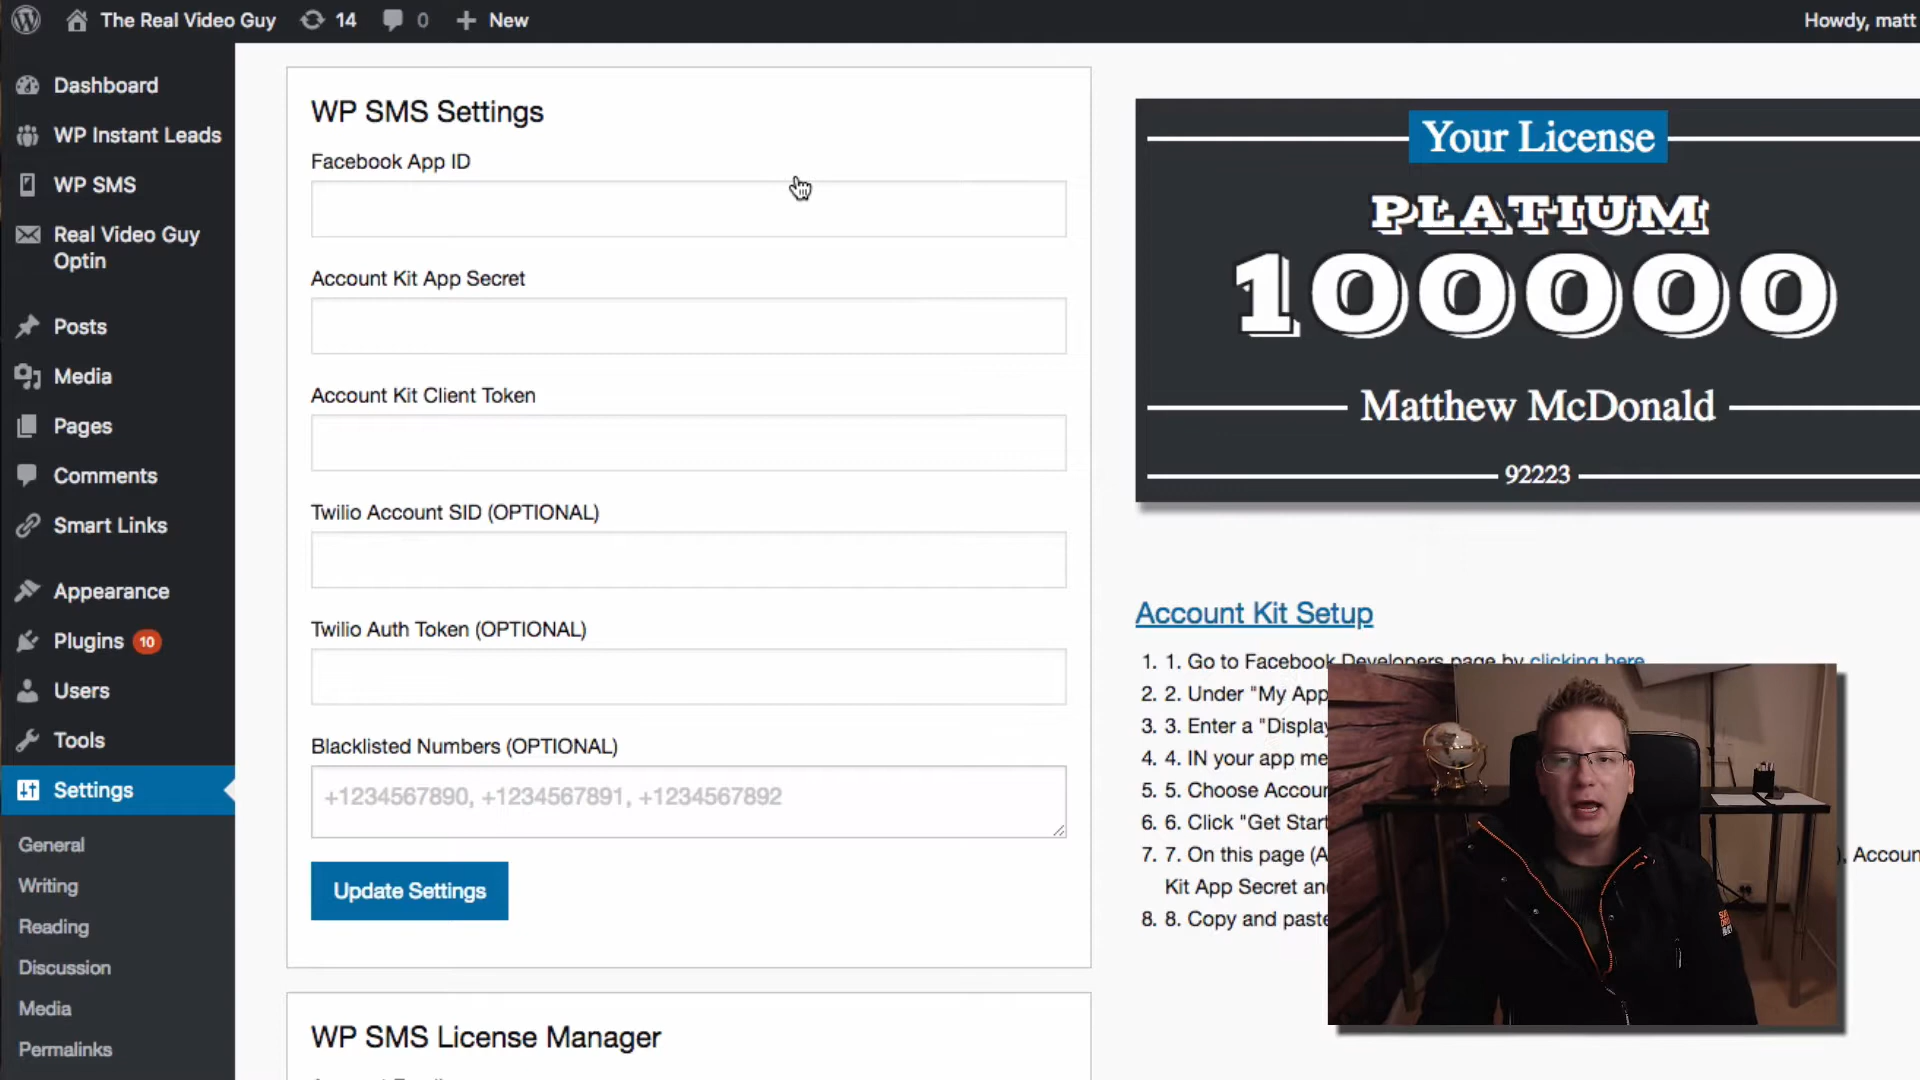 The Real Video Guy 14 0 New
Howdy, matt
Dashboard
WP Instant Leads
WP SMS
Real Video Guy
Optin
Posts
Media
Pages
Comments
Smart Links
Appearance
Plugins 10
Users
Tools
Settings
General
Writing
Reading
Discussion
Media
Permalinks
WP SMS Settings
Facebook App ID
Account Kit App Secret
Account Kit Client Token
Twilio Account SID (OPTIONAL)
Twilio Auth Token (OPTIONAL)
Blacklisted Numbers (OPTIONAL)
+1234567890, +1234567891, +1234567892
Update Settings
WP SMS License Manager
Your License
PLATIUM
100000
Matthew McDonald
92223
Account Kit Setup
1. 1. Go to Facebook Developers page by clicking here
2. 2. Under "My App
3. 3. Enter a "Display
4. 4. IN your app me
5. 5. Choose Accoun
6. 6. Click "Get Start
7. 7. On this page (A ), Accoun
Kit App Secret and
8. 8. Copy and paste